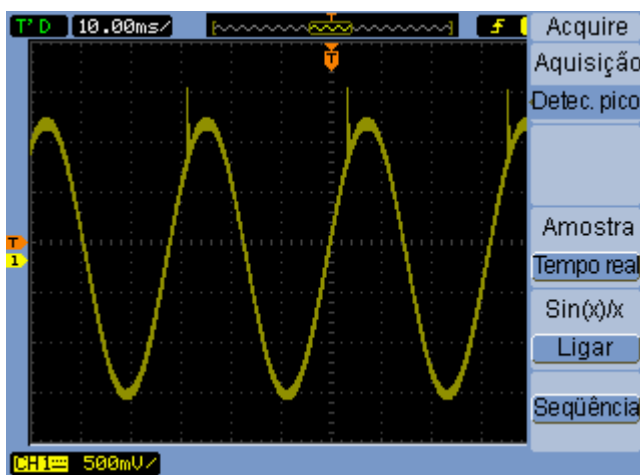 T'D 10.00ms/
T
T
T
1
CH1 500mV/
Acquire
Aquisição
Detec. pico
Amostra
Tempo real
Sin(x)/x
Ligar
Seqüência